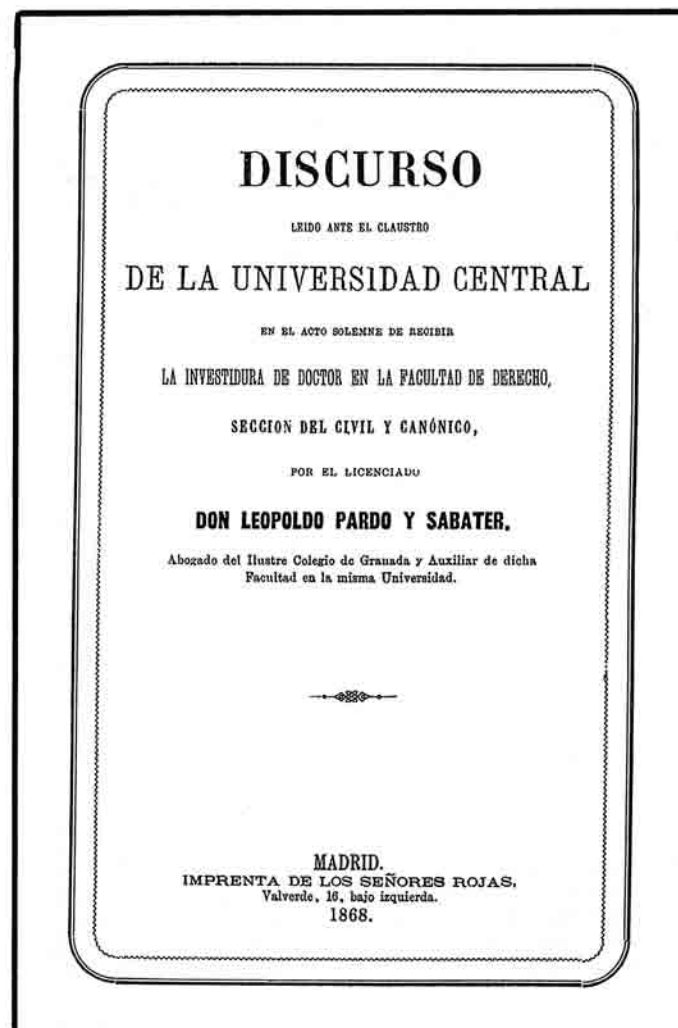 DISCURSO
LEIDO ANTE EL CLAUSTRO
DE LA UNIVERSIDAD CENTRAL
EN EL ACTO SOLEMNE DE RECIBIR
LA INVESTIDURA DE DOCTOR EN LA FACULTAD DE DERECHO,
SECCION DEL CIVIL Y CANÓNICO,
POR EL LICENCIADO
DON LEOPOLDO PARDO Y SABATER.
Abogado del Ilustre Colegio de Granada y Auxiliar de dicha
Facultad en la misma Universidad.
MADRID.
IMPRENTA DE LOS SEÑORES ROJAS,
Valverde, 16, bajo izquierda.
1868.